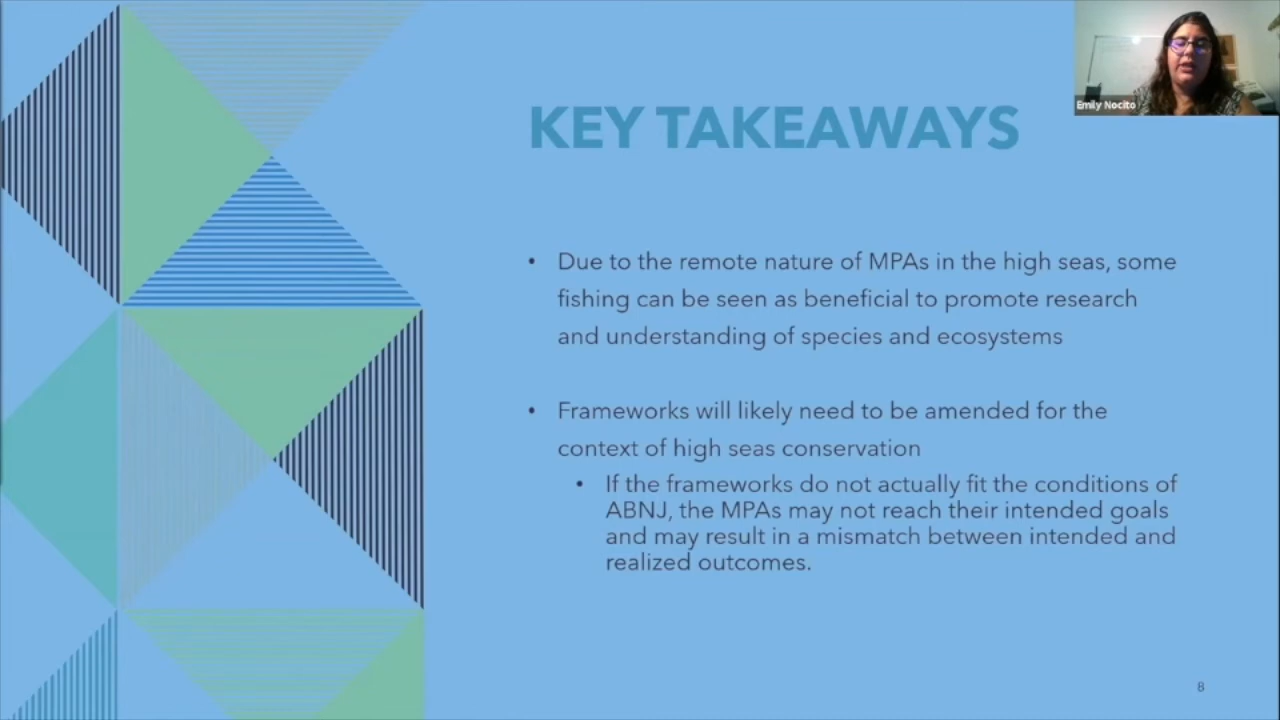 Emily Nocito
KEY TAKEAWAYS
• Due to the remote nature of MPAs in the high seas, some
fishing can be seen as beneficial to promote research
and understanding of species and ecosystems
• Frameworks will likely need to be amended for the
context of high seas conservation
• If the frameworks do not actually fit the conditions of
ABNJ, the MPAs may not reach their intended goals
and may result in a mismatch between intended and
realized outcomes.
8